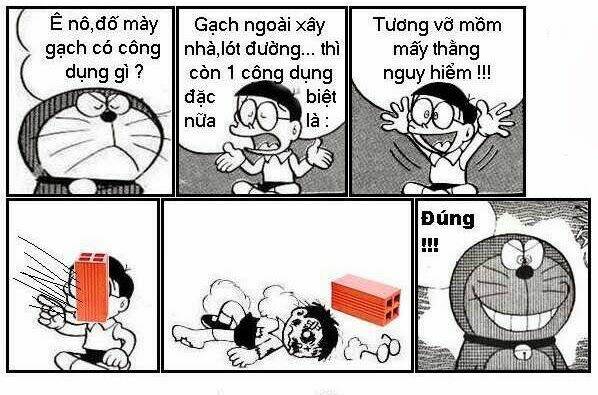 Ê nô,đố mày
gạch có công
dụng gì ?
Gạch ngoài xây
nhà,lót đường... thì
còn 1 công dụng
đặc biệt
nữa là :
Tương vỡ mồm
mấy thằng
nguy hiểm !!!
Đúng
!!!